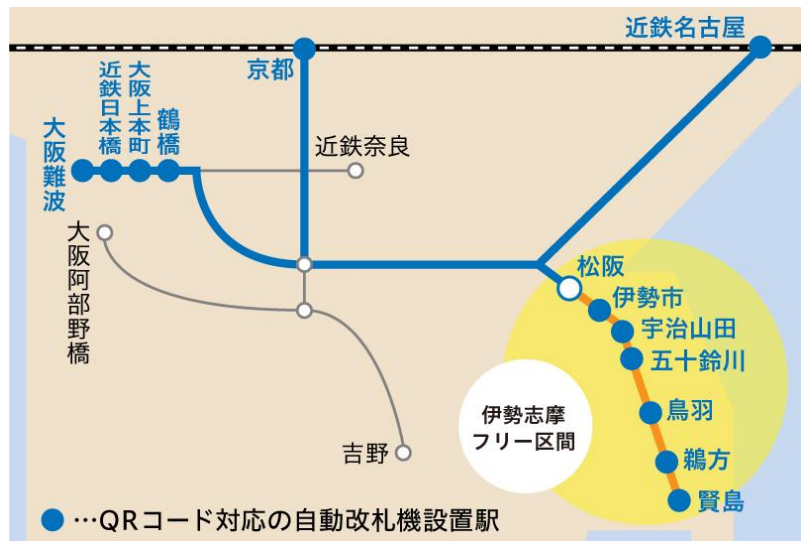 近鉄名古屋
京都
近鉄日本橋
大阪上本町
鶴橋
大阪難波
近鉄奈良
大阪阿部野橋
松阪
伊勢市
宇治山田
五十鈴川
伊勢志摩
フリー区間
鳥羽
鵜方
吉野
賢島
…QRコード対応の自動改札機設置駅